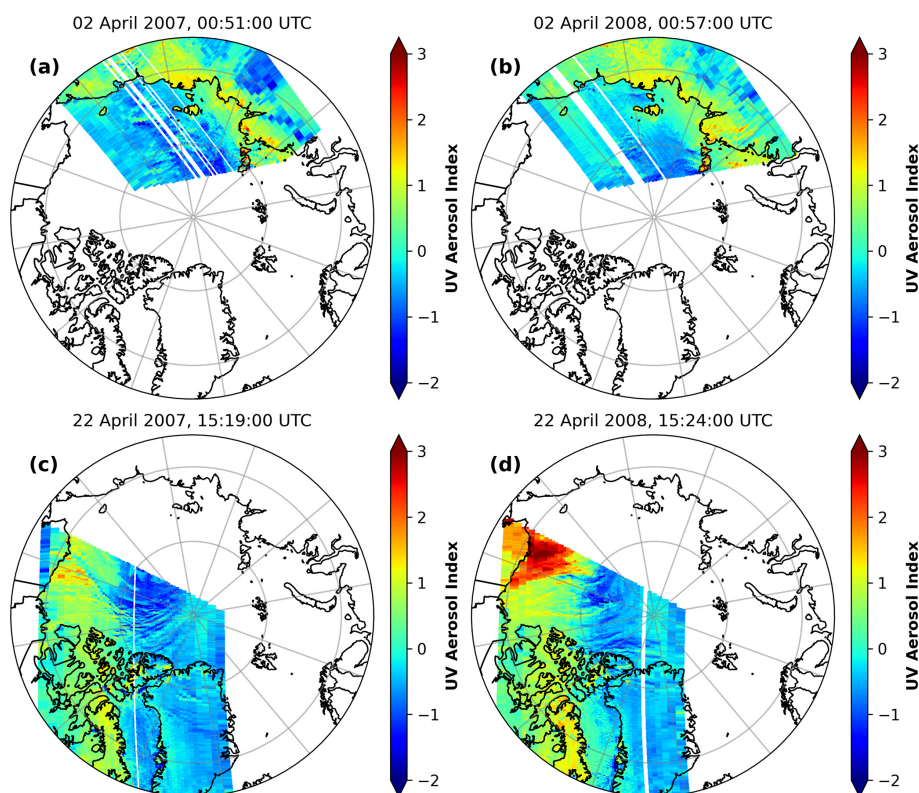 02 April 2007, 00:51:00 UTC
(a)
3
2
1
0
−1
−2
UV Aerosol Index
02 April 2008, 00:57:00 UTC
(b)
3
2
1
0
−1
−2
UV Aerosol Index
22 April 2007, 15:19:00 UTC
(c)
3
2
1
0
−1
−2
UV Aerosol Index
22 April 2008, 15:24:00 UTC
(d)
3
2
1
0
−1
−2
UV Aerosol Index